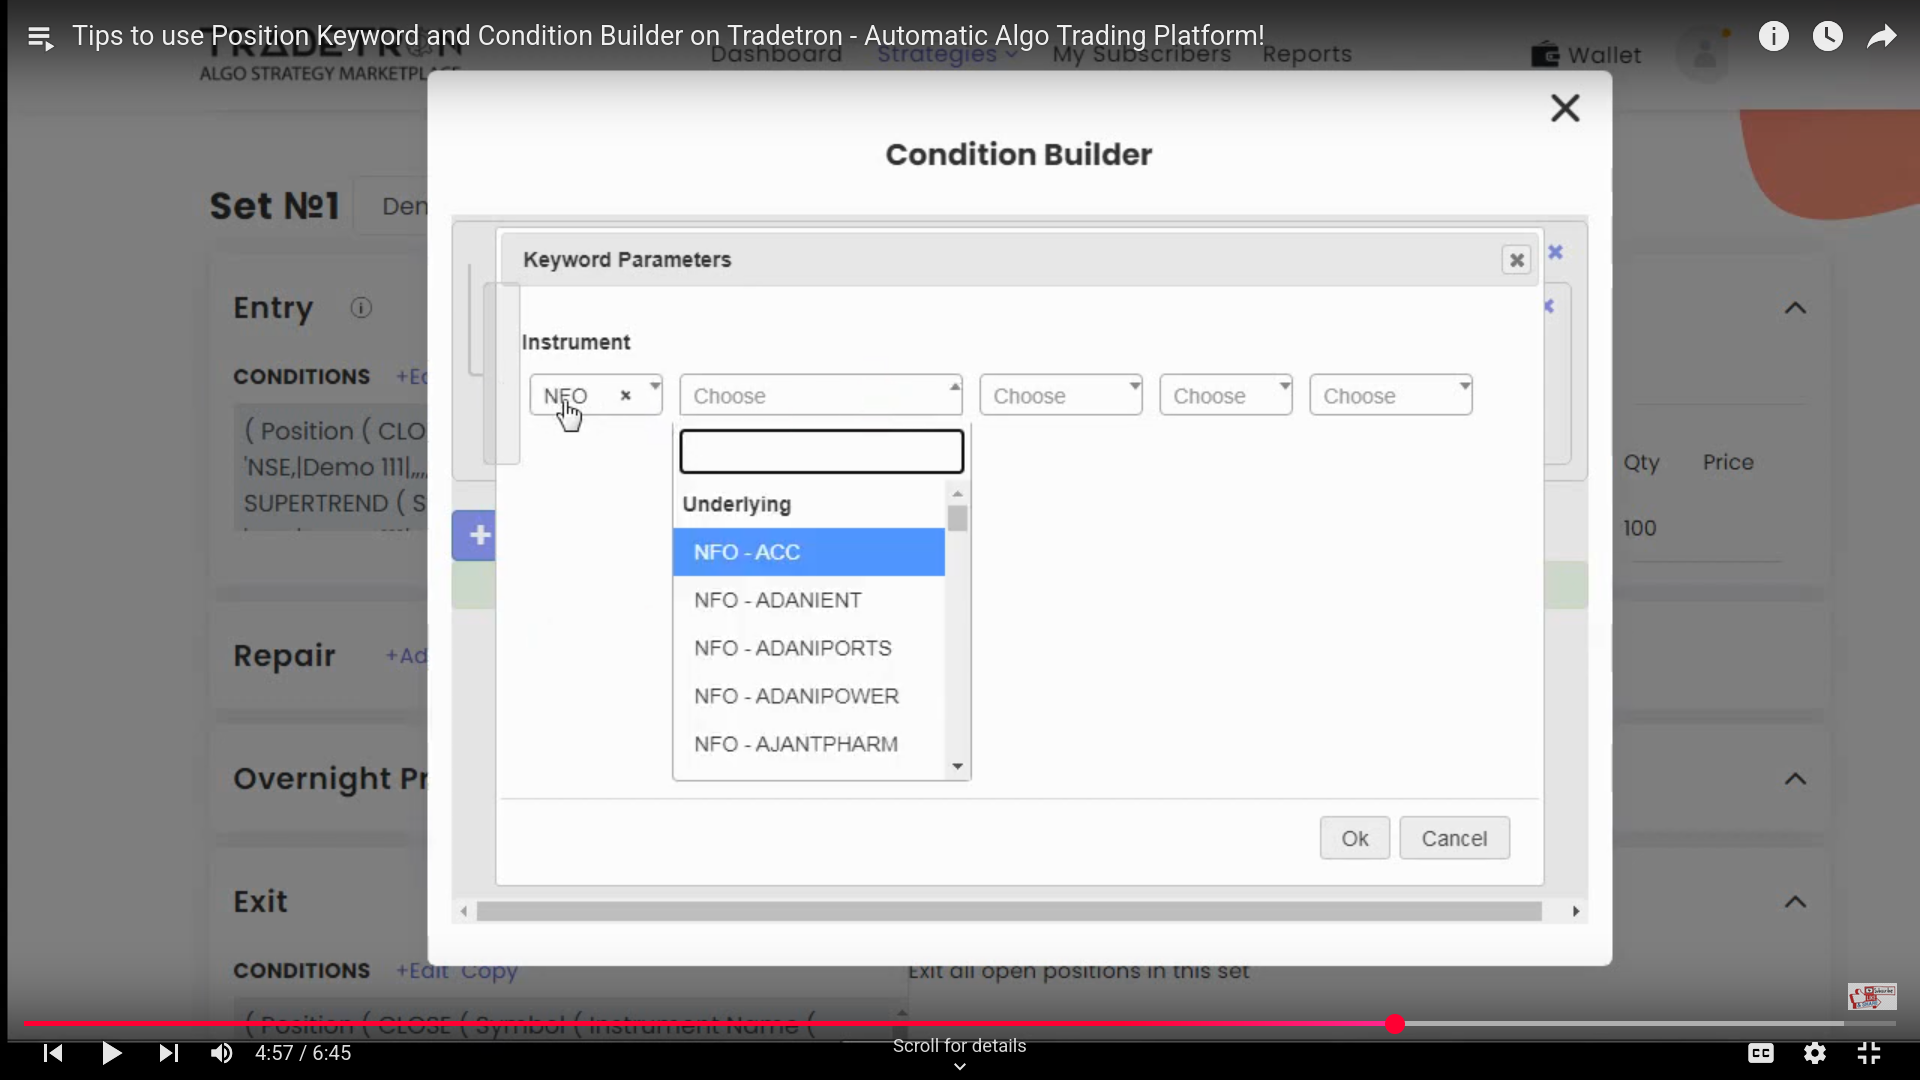 Tips to use Position Keyword and Condition Builder on Tradetron - Automatic Algo Trading Platform!
TRADETRON
ALGO STRATEGY MARKETPL
Dashboard
Strategies
My Subscribers
Reports
Wallet
Condition Builder
Set №1
Den
Keyword Parameters
Entry
Instrument
CONDITIONS
+Ed
NFO
Choose
Choose
Choose
Choose
( Position ( CLO
'NSE,|Demo 111|,,,,
SUPERTREND ( S
Qty
Price
Underlying
100
NFO - ACC
NFO - ADANIENT
NFO - ADANIPORTS
NFO - ADANIPOWER
NFO - AJANTPHARM
Repair
+Ad
Overnight Pr
Ok
Cancel
Exit
CONDITIONS
+Edit Copy
Exit all open positions in this set
( Position ( CLOSE ( Symbol ( Instrument Name (
4:57 / 6:45
Scroll for details
CC